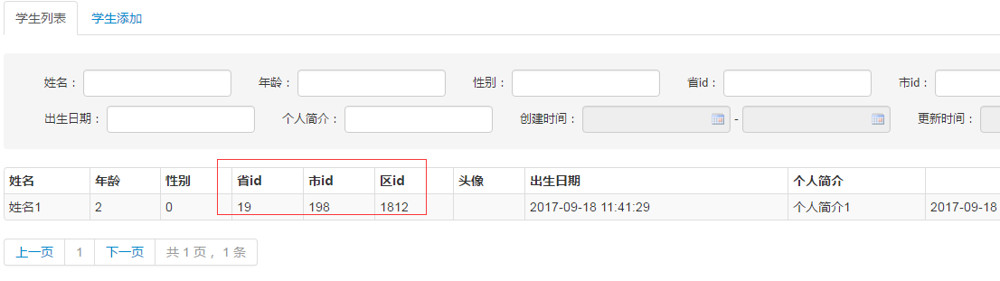 学生列表 学生添加
姓名： 年龄： 性别： 省id： 市id：
出生日期： 个人简介： 创建时间： - 更新时间：
姓名 年龄 性别 省id 市id 区id 头像 出生日期 个人简介
姓名1 2 0 19 198 1812 2017-09-18 11:41:29 个人简介1 2017-09-18
上一页 1 下一页 共 1 页 ，1 条